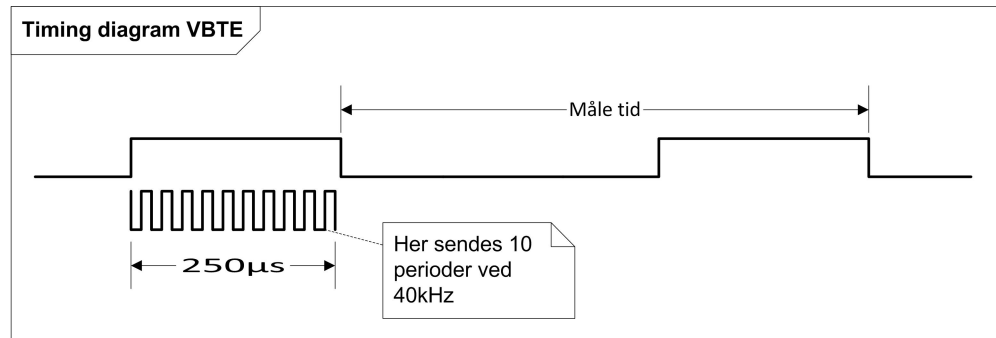 Timing diagram VBTE
Måle tid
250µs
Her sendes 10
perioder ved
40kHz